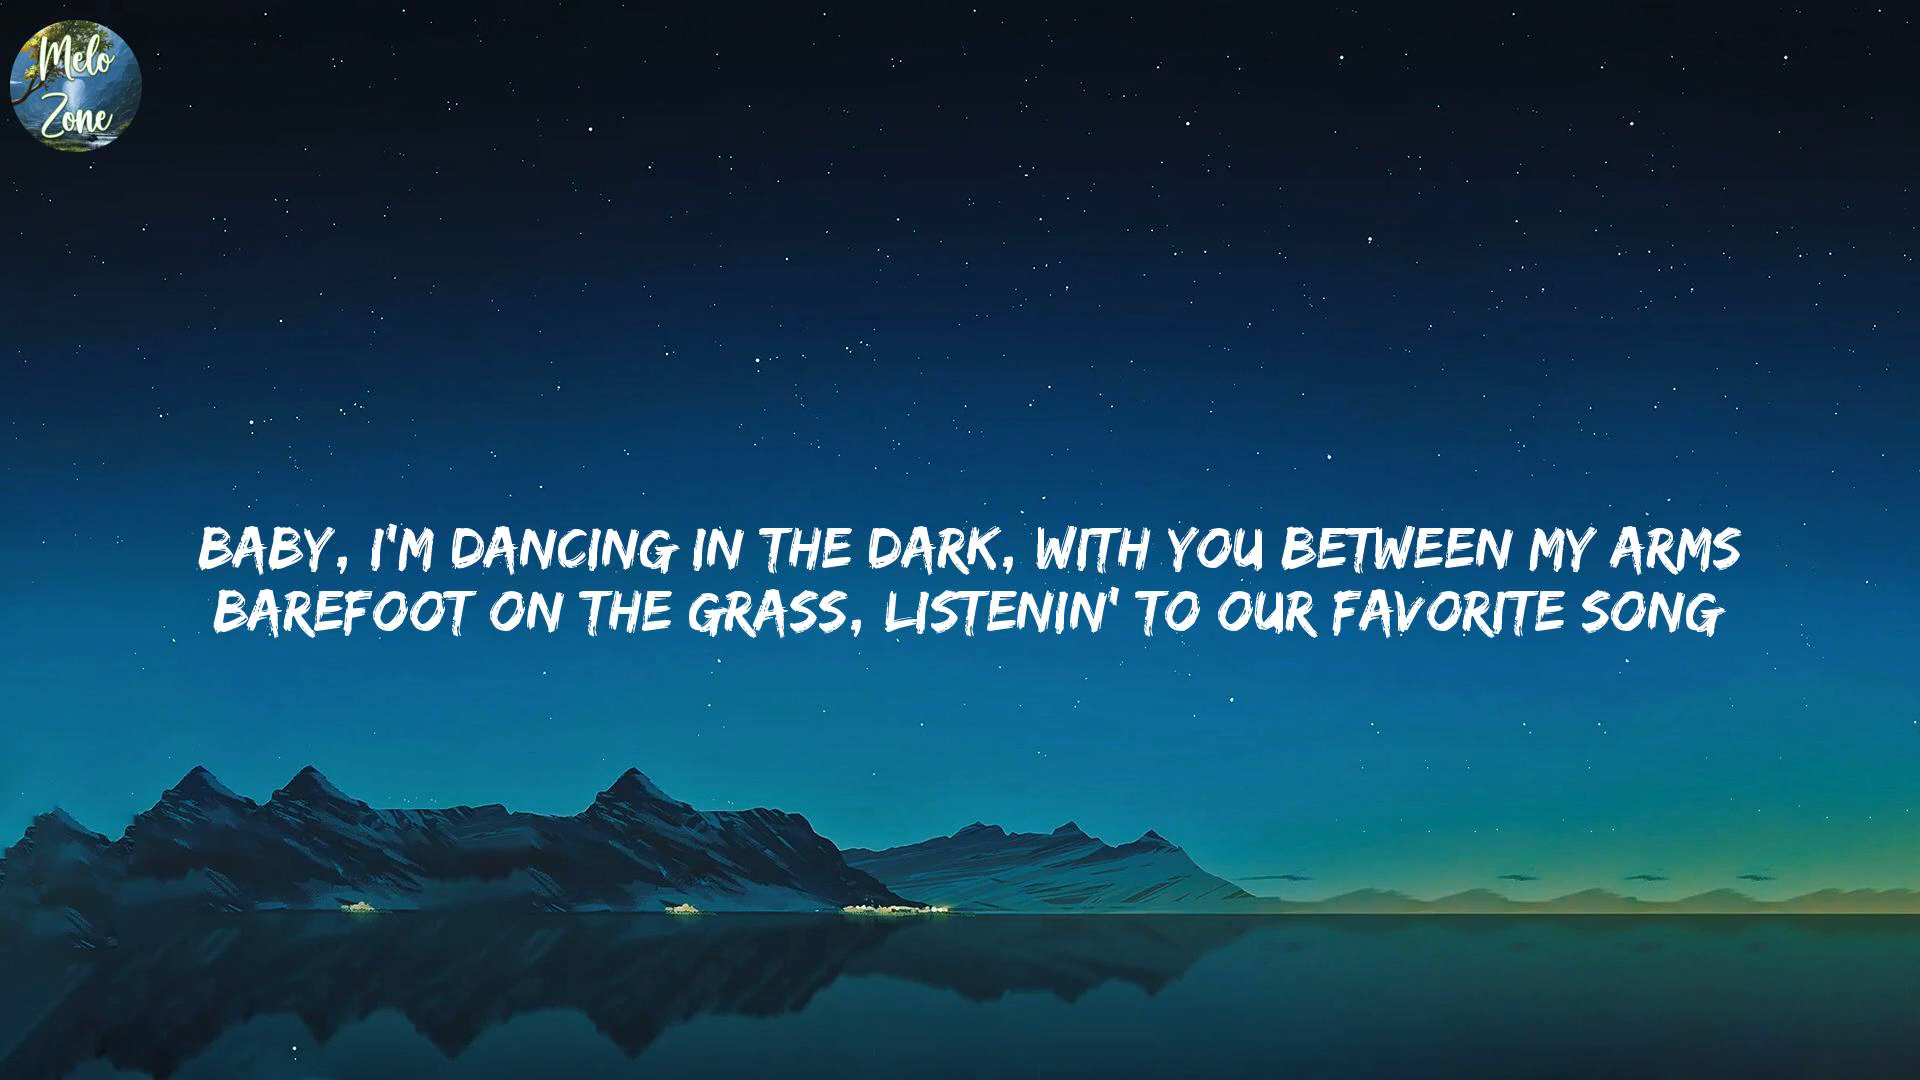 Melo
Zone
BABY, I'M DANCING IN THE DARK, WITH YOU BETWEEN MY ARMS
BAREFOOT ON THE GRASS, LISTENIN' TO OUR FAVORITE SONG